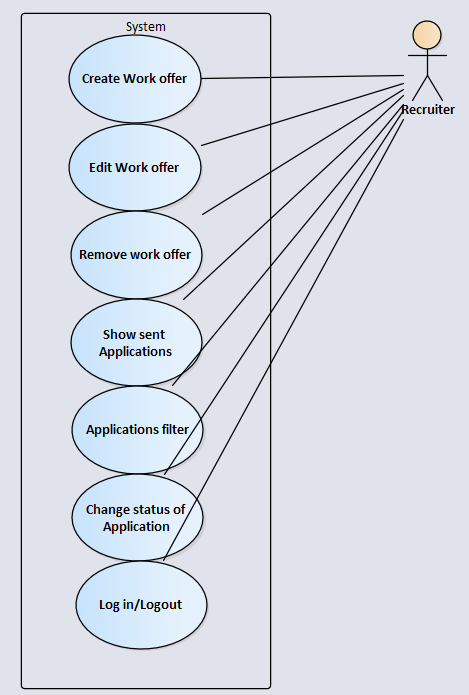 System
Create Work offer
Recruiter
Edit Work offer
Remove work offer
Show sent
Applications
Applications filter
Change status of
Application
Log in/Logout